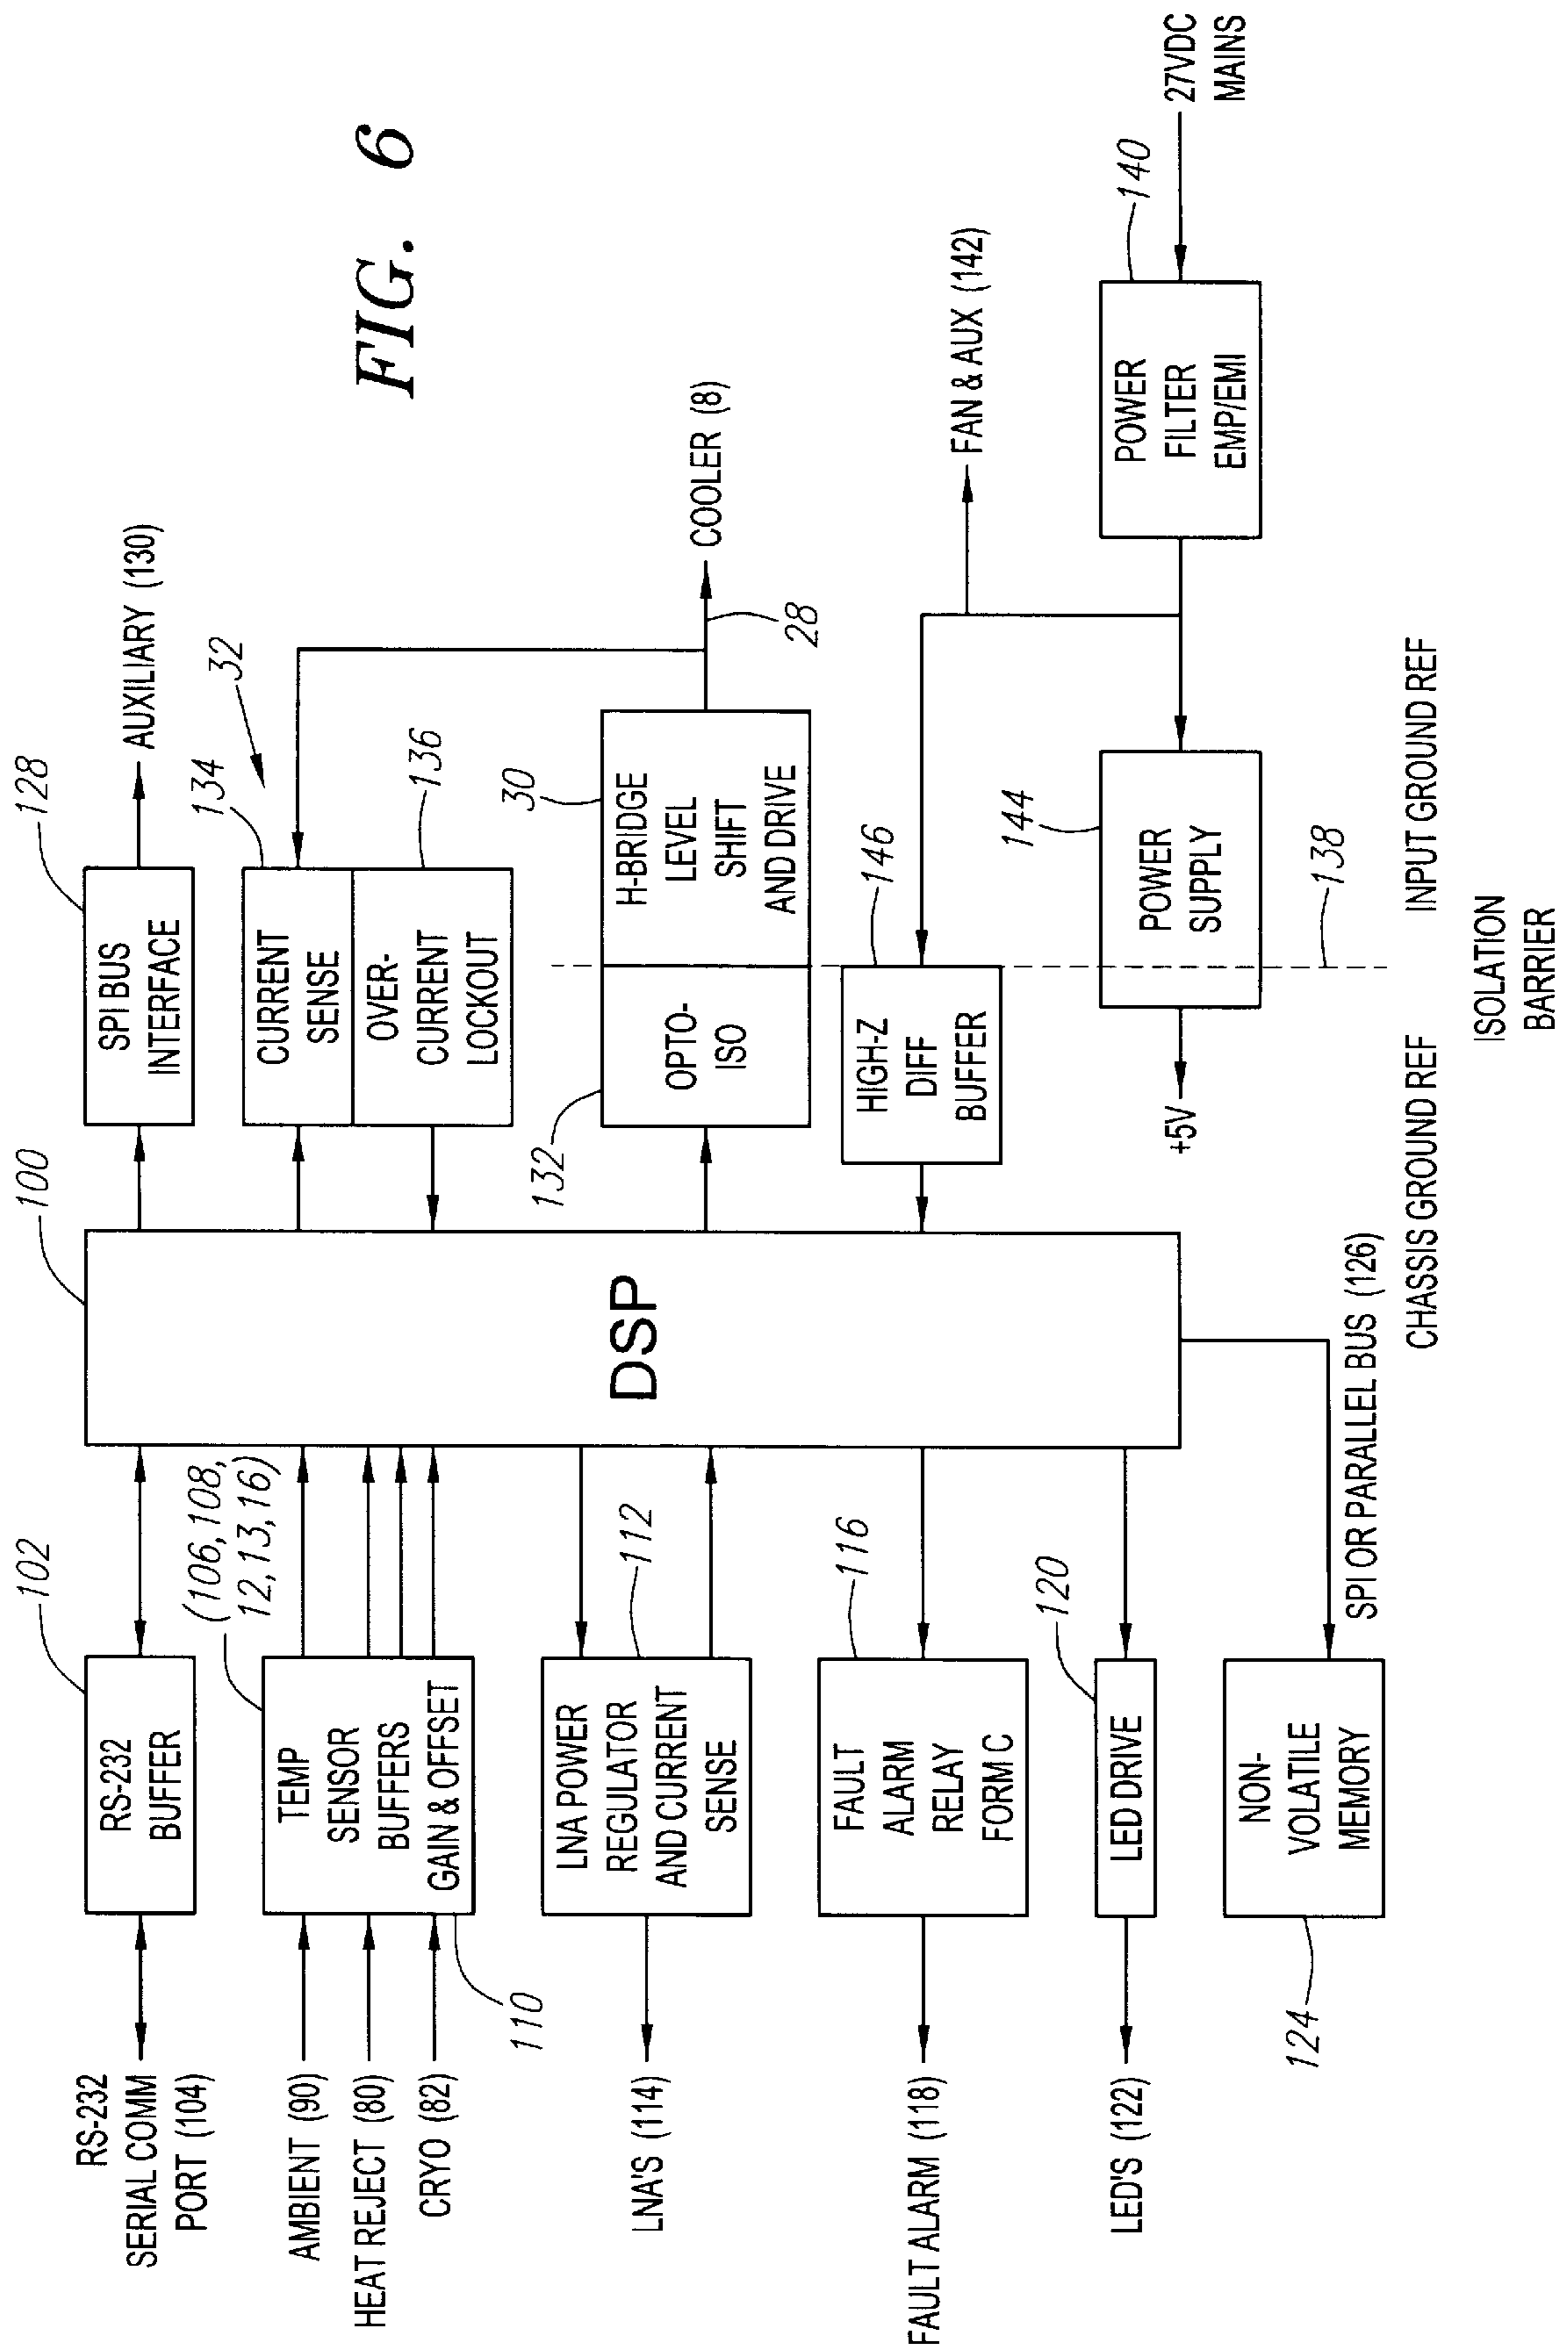 FIG. 6
RS-232
SERIAL COMM
PORT (104)
102
RS-232
BUFFER
100
DSP
128
SPI BUS
INTERFACE
AUXILIARY (130)
AMBIENT (90)
HEAT REJECT (80)
CRYO (82)
110
TEMP
SENSOR
BUFFERS
GAIN & OFFSET
(106,108,
12,13,16)
134
32
CURRENT
SENSE
OVER-
CURRENT
LOCKOUT
136
LNA'S (114)
LNA POWER
REGULATOR
AND CURRENT
SENSE
112
132
OPTO-
ISO
30
H-BRIDGE
LEVEL
SHIFT
AND DRIVE
28
COOLER (8)
FAULT ALARM (118)
FAULT
ALARM
RELAY
FORM C
116
HIGH-Z
DIFF
BUFFER
146
FAN & AUX (142)
LED'S (122)
LED DRIVE
120
+5V
POWER
SUPPLY
144
POWER
FILTER
EMP/EMI
140
27VDC
MAINS
124
NON-
VOLATILE
MEMORY
SPI OR PARALLEL BUS (126)
138
CHASSIS GROUND REF
INPUT GROUND REF
ISOLATION
BARRIER